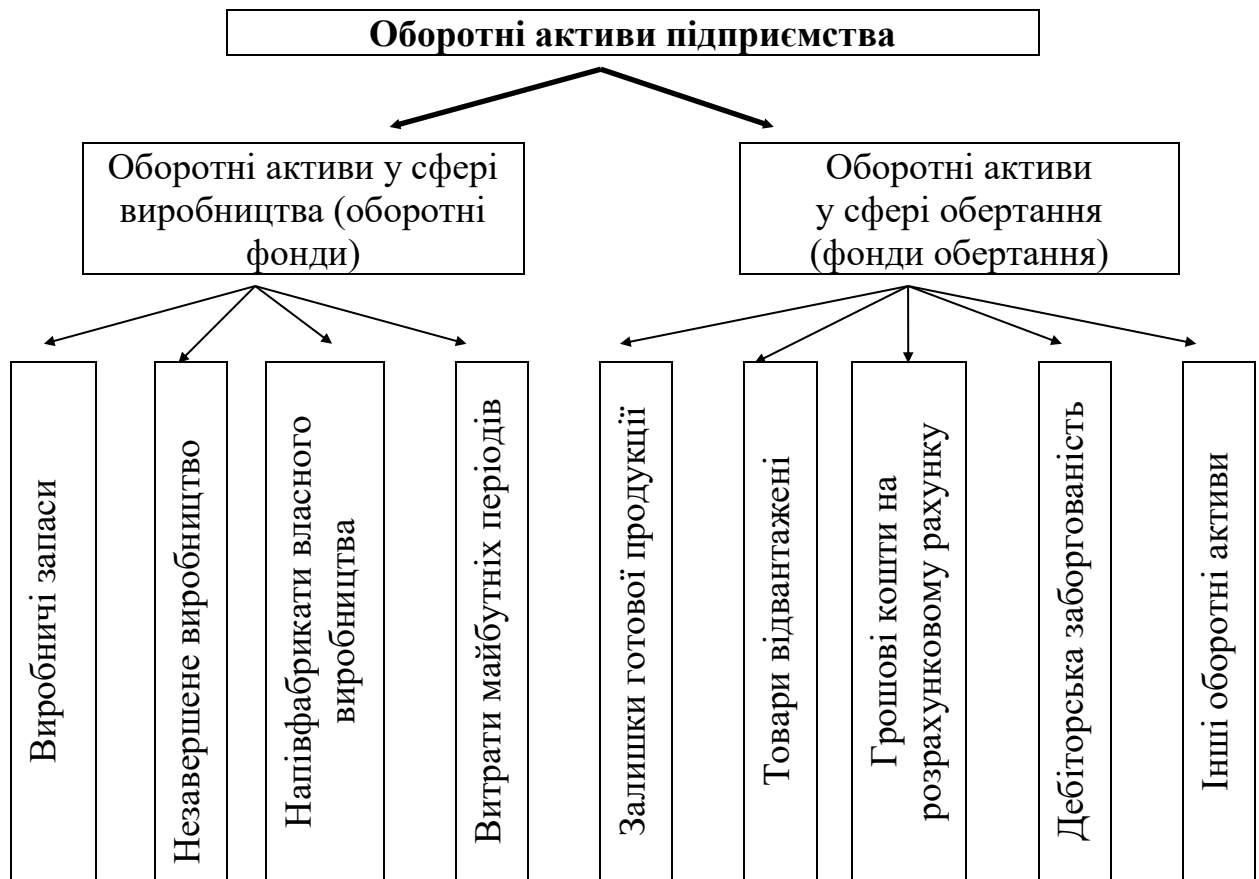 Оборотні активи підприємства
Оборотні активи у сфері
виробництва (оборотні
фонди)
Оборотні активи
у сфері обертання
(фонди обертання)
Виробничі запаси
Незавершене виробництво
Напівфабрикати власного
виробництва
Витрати майбутніх періодів
Залишки готової продукції
Товари відвантажені
Грошові кошти на
розрахунковому рахунку
Дебіторська заборгованість
Інші оборотні активи